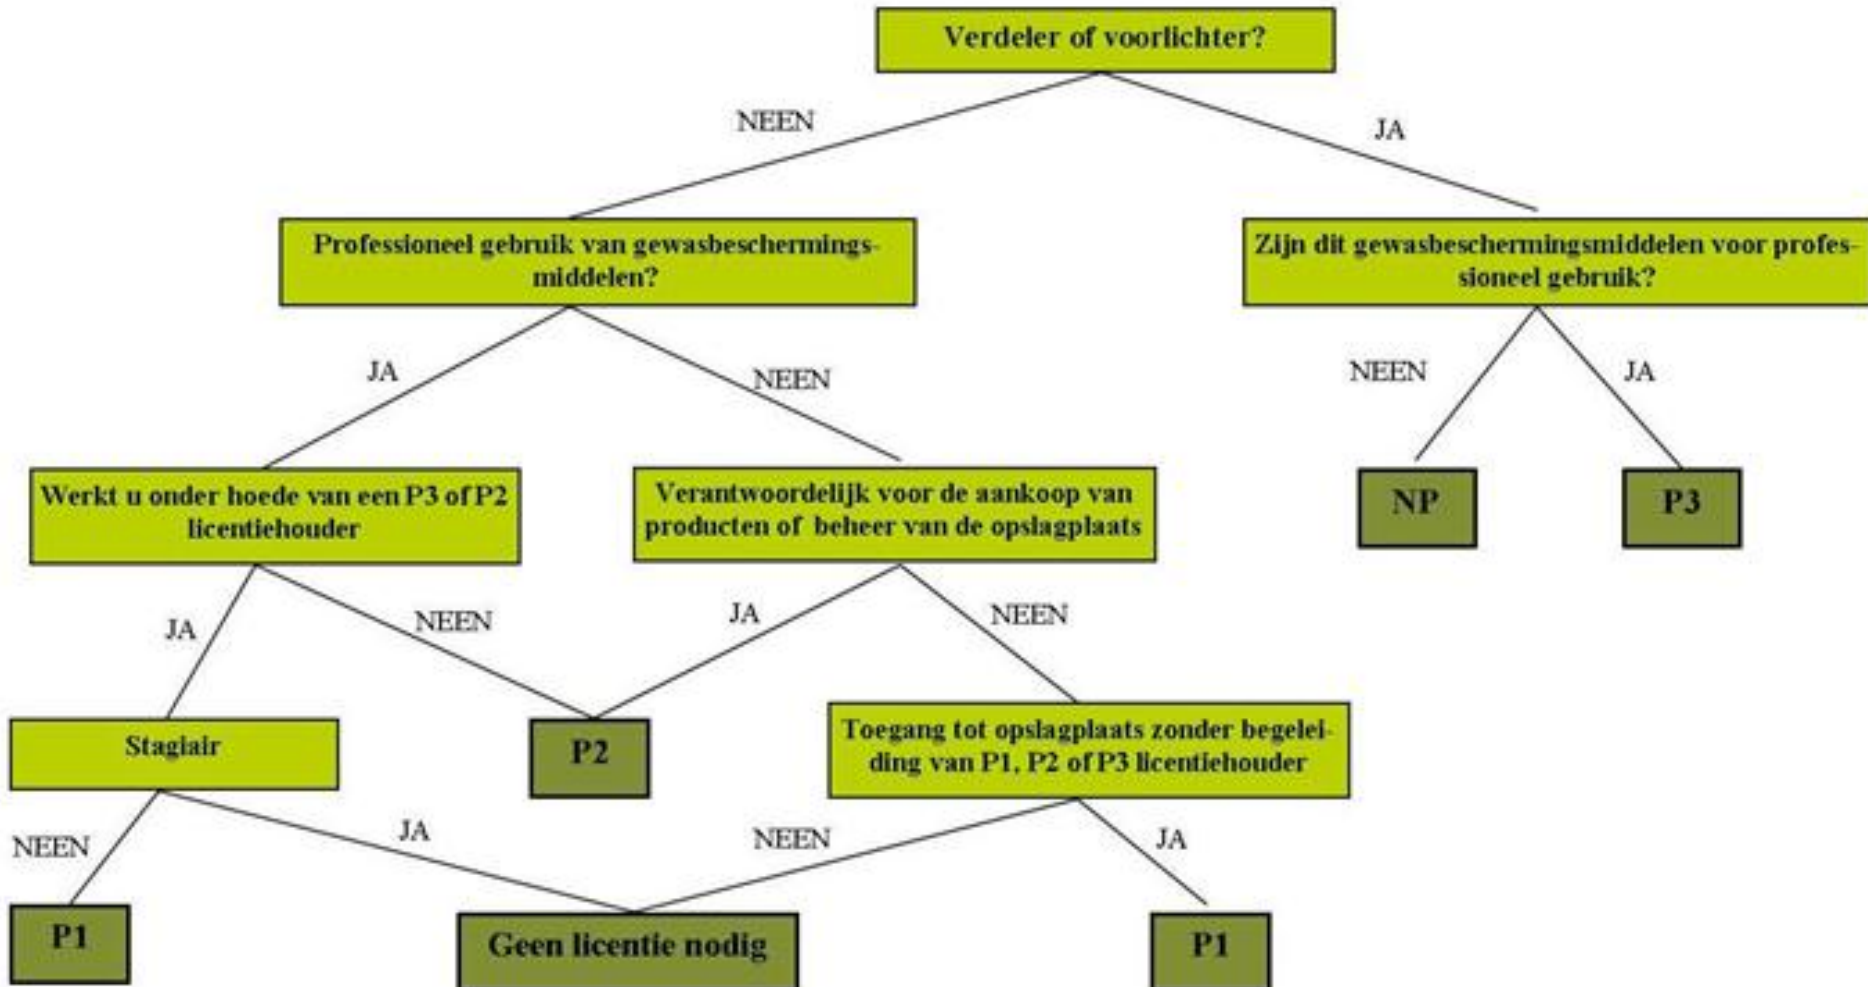 Verdeler of voorlichter?
NEEN
JA
Professioneel gebruik van gewasbeschermings-
middelen?
Zijn dit gewasbeschermingsmiddelen voor profes-
sioneel gebruik?
JA
NEEN
NEEN
JA
Werkt u onder hoede van een P3 of P2
licentiehouder
Verantwoordelijk voor de aankoop van
producten of beheer van de opslagplaats
NP
P3
JA
NEEN
JA
NEEN
Stagiair
P2
Toegang tot opslagplaats zonder begelei-
ding van P1, P2 of P3 licentiehouder
NEEN
JA
NEEN
JA
P1
Geen licentie nodig
P1